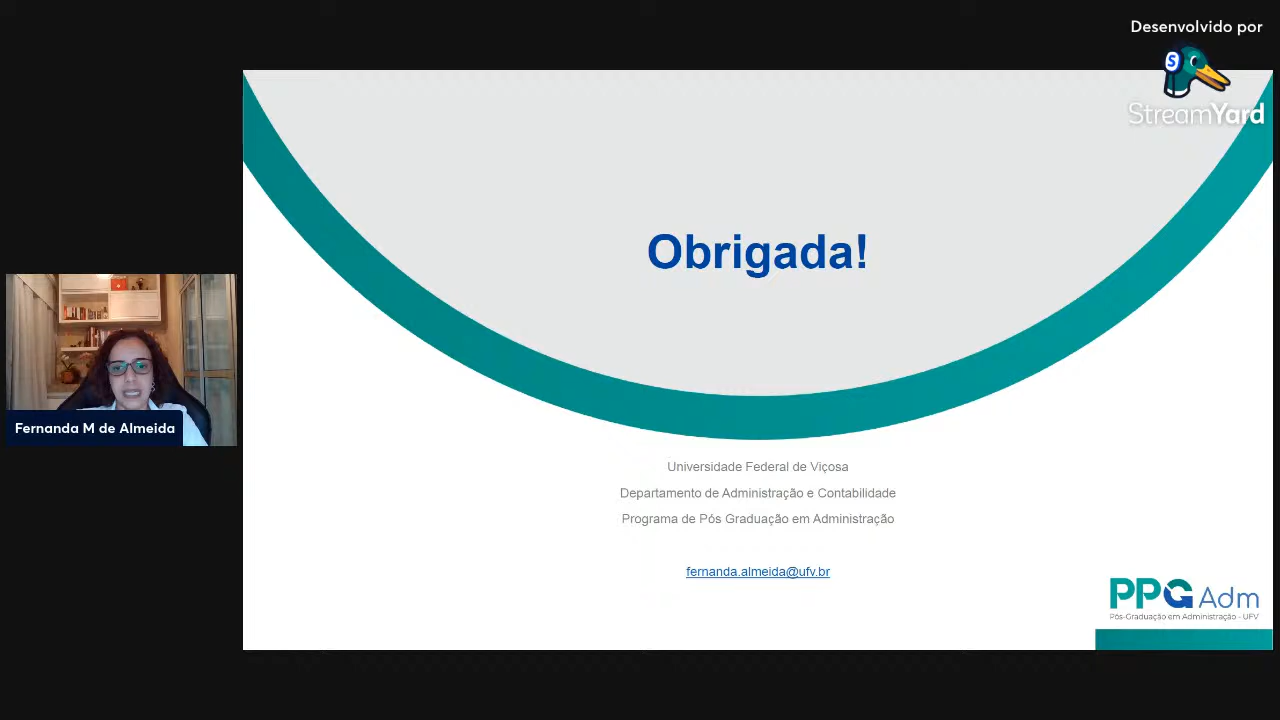 Desenvolvido por
StreamYard
Obrigada!
Fernanda M de Almeida
Universidade Federal de Viçosa
Departamento de Administração e Contabilidade
Programa de Pós Graduação em Administração
fernanda.almeida@ufv.br
PPG Adm
Pós-Graduação em Administração - UFV